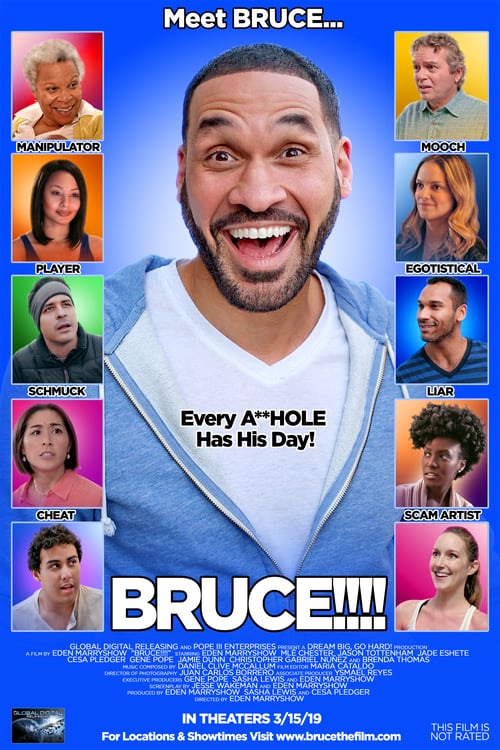 Meet BRUCE...
MANIPULATOR
MOOCH
PLAYER
EGOTISTICAL
SCHMUCK
LIAR
Every A**HOLE
Has His Day!
CHEAT
SCAM ARTIST
BRUCE!!!!
GLOBAL DIGITAL RELEASING AND POPE III ENTERPRISES PRESENT A DREAM BIG, GO HARD! PRODUCTION
A FILM BY EDEN MARRYSHOW "BRUCE!!!!" STARRING EDEN MARRYSHOW MLÉ CHESTER, JASON TOTTENHAM, JADE ESHETE
CESA PLEDGER GENE POPE JAMIE DUNN CHRISTOPHER GABRIEL NÚÑEZ AND BRENDA THOMAS
MUSIC COMPOSED BY DANIEL CLIVE MCCALLUM FILM EDITOR MARIA CATALDO
DIRECTOR OF PHOTOGRAPHY JUAN CARLOS BORRERO ASSOCIATE PRODUCER YSMAEL REYES
EXECUTIVE PRODUCERS GENE POPE SASHA LEWIS AND EDEN MARRYSHOW
SCREENPLAY BY JESSE WAKEMAN AND EDEN MARRYSHOW
PRODUCED BY EDEN MARRYSHOW SASHA LEWIS AND CESA PLEDGER
DIRECTED BY EDEN MARRYSHOW
GLOBAL DIGITAL
IN THEATERS 3/15/19
For Locations & Showtimes Visit www.brucethefilm.com
THIS FILM IS
NOT RATED